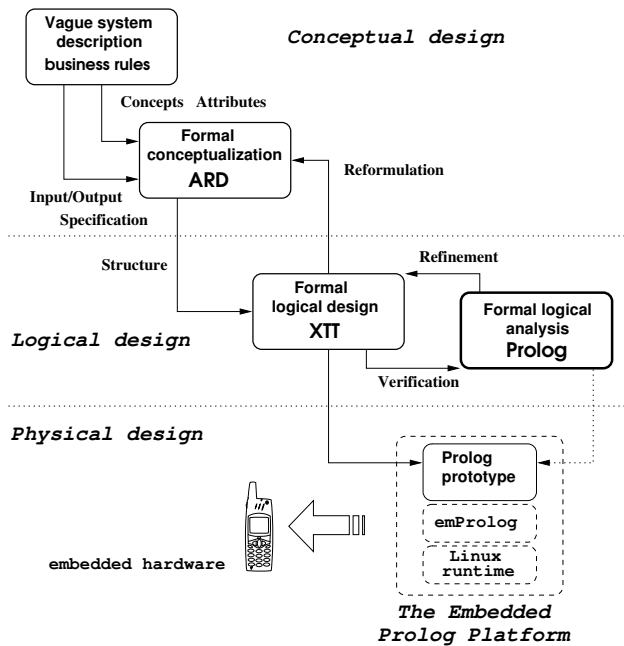 Vague system
description
business rules
Conceptual design
Concepts Attributes
Formal
conceptualization
ARD
Reformulation
Input/Output
Specification
Structure
Refinement
Formal
logical design
XTT
Formal logical
analysis
Prolog
Logical design
Verification
Physical design
Prolog
prototype
emProlog
embedded hardware
Linux
runtime
The Embedded
Prolog Platform